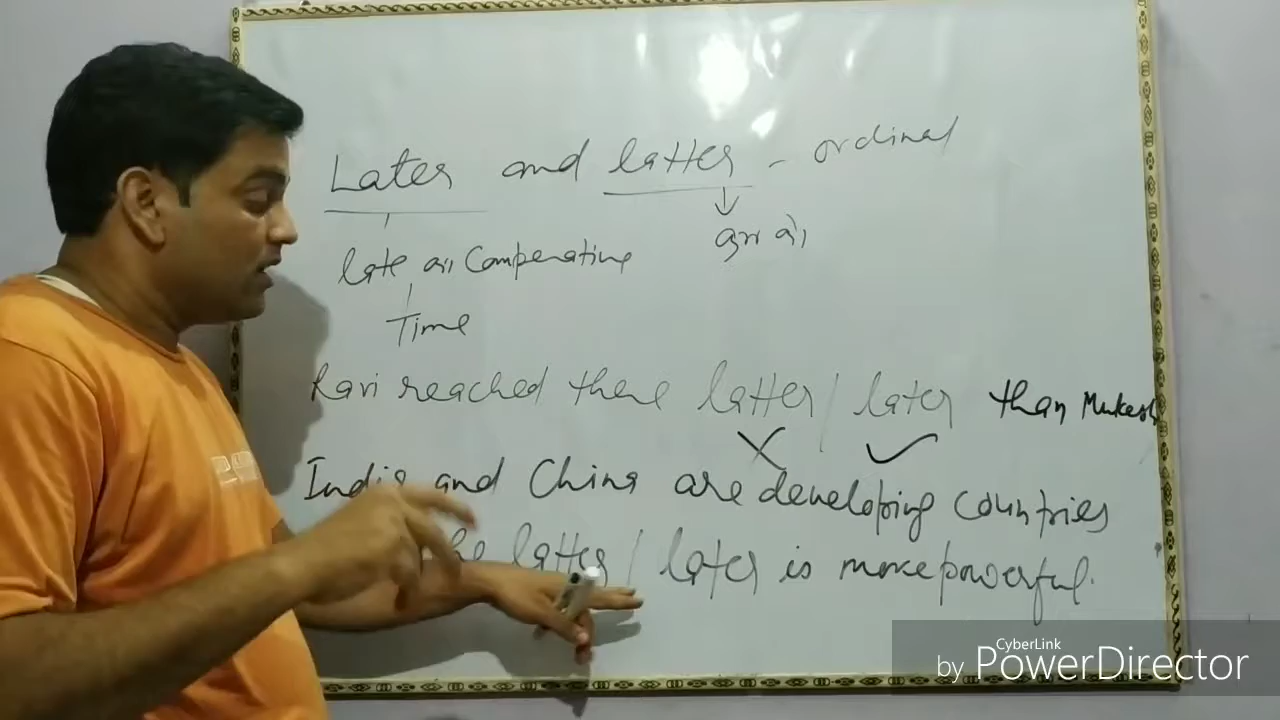 Later and latter - ordinal
late का Comparative
Time
Ravi reached there latter / later than Mukesh
India and China are developing Countries
the latter / later is more powerful.
CyberLink
by PowerDirector